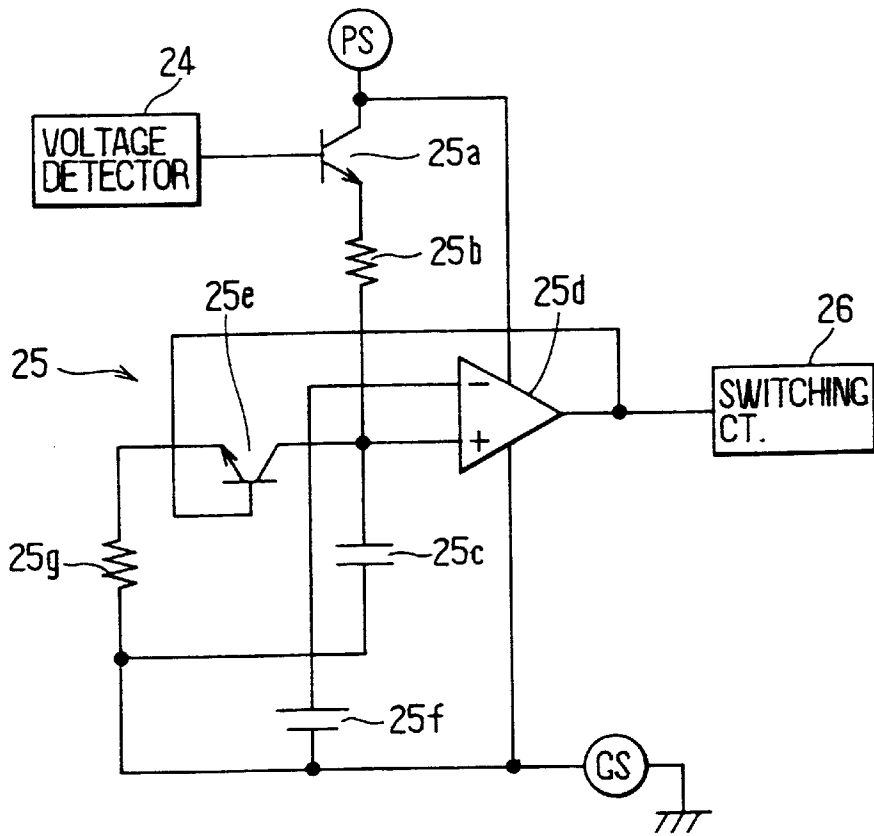 PS
24
VOLTAGE
DETECTOR
25a
25b
25e
25d
26
25
SWITCHING
CT.
-
+
25g
25c
25f
GS